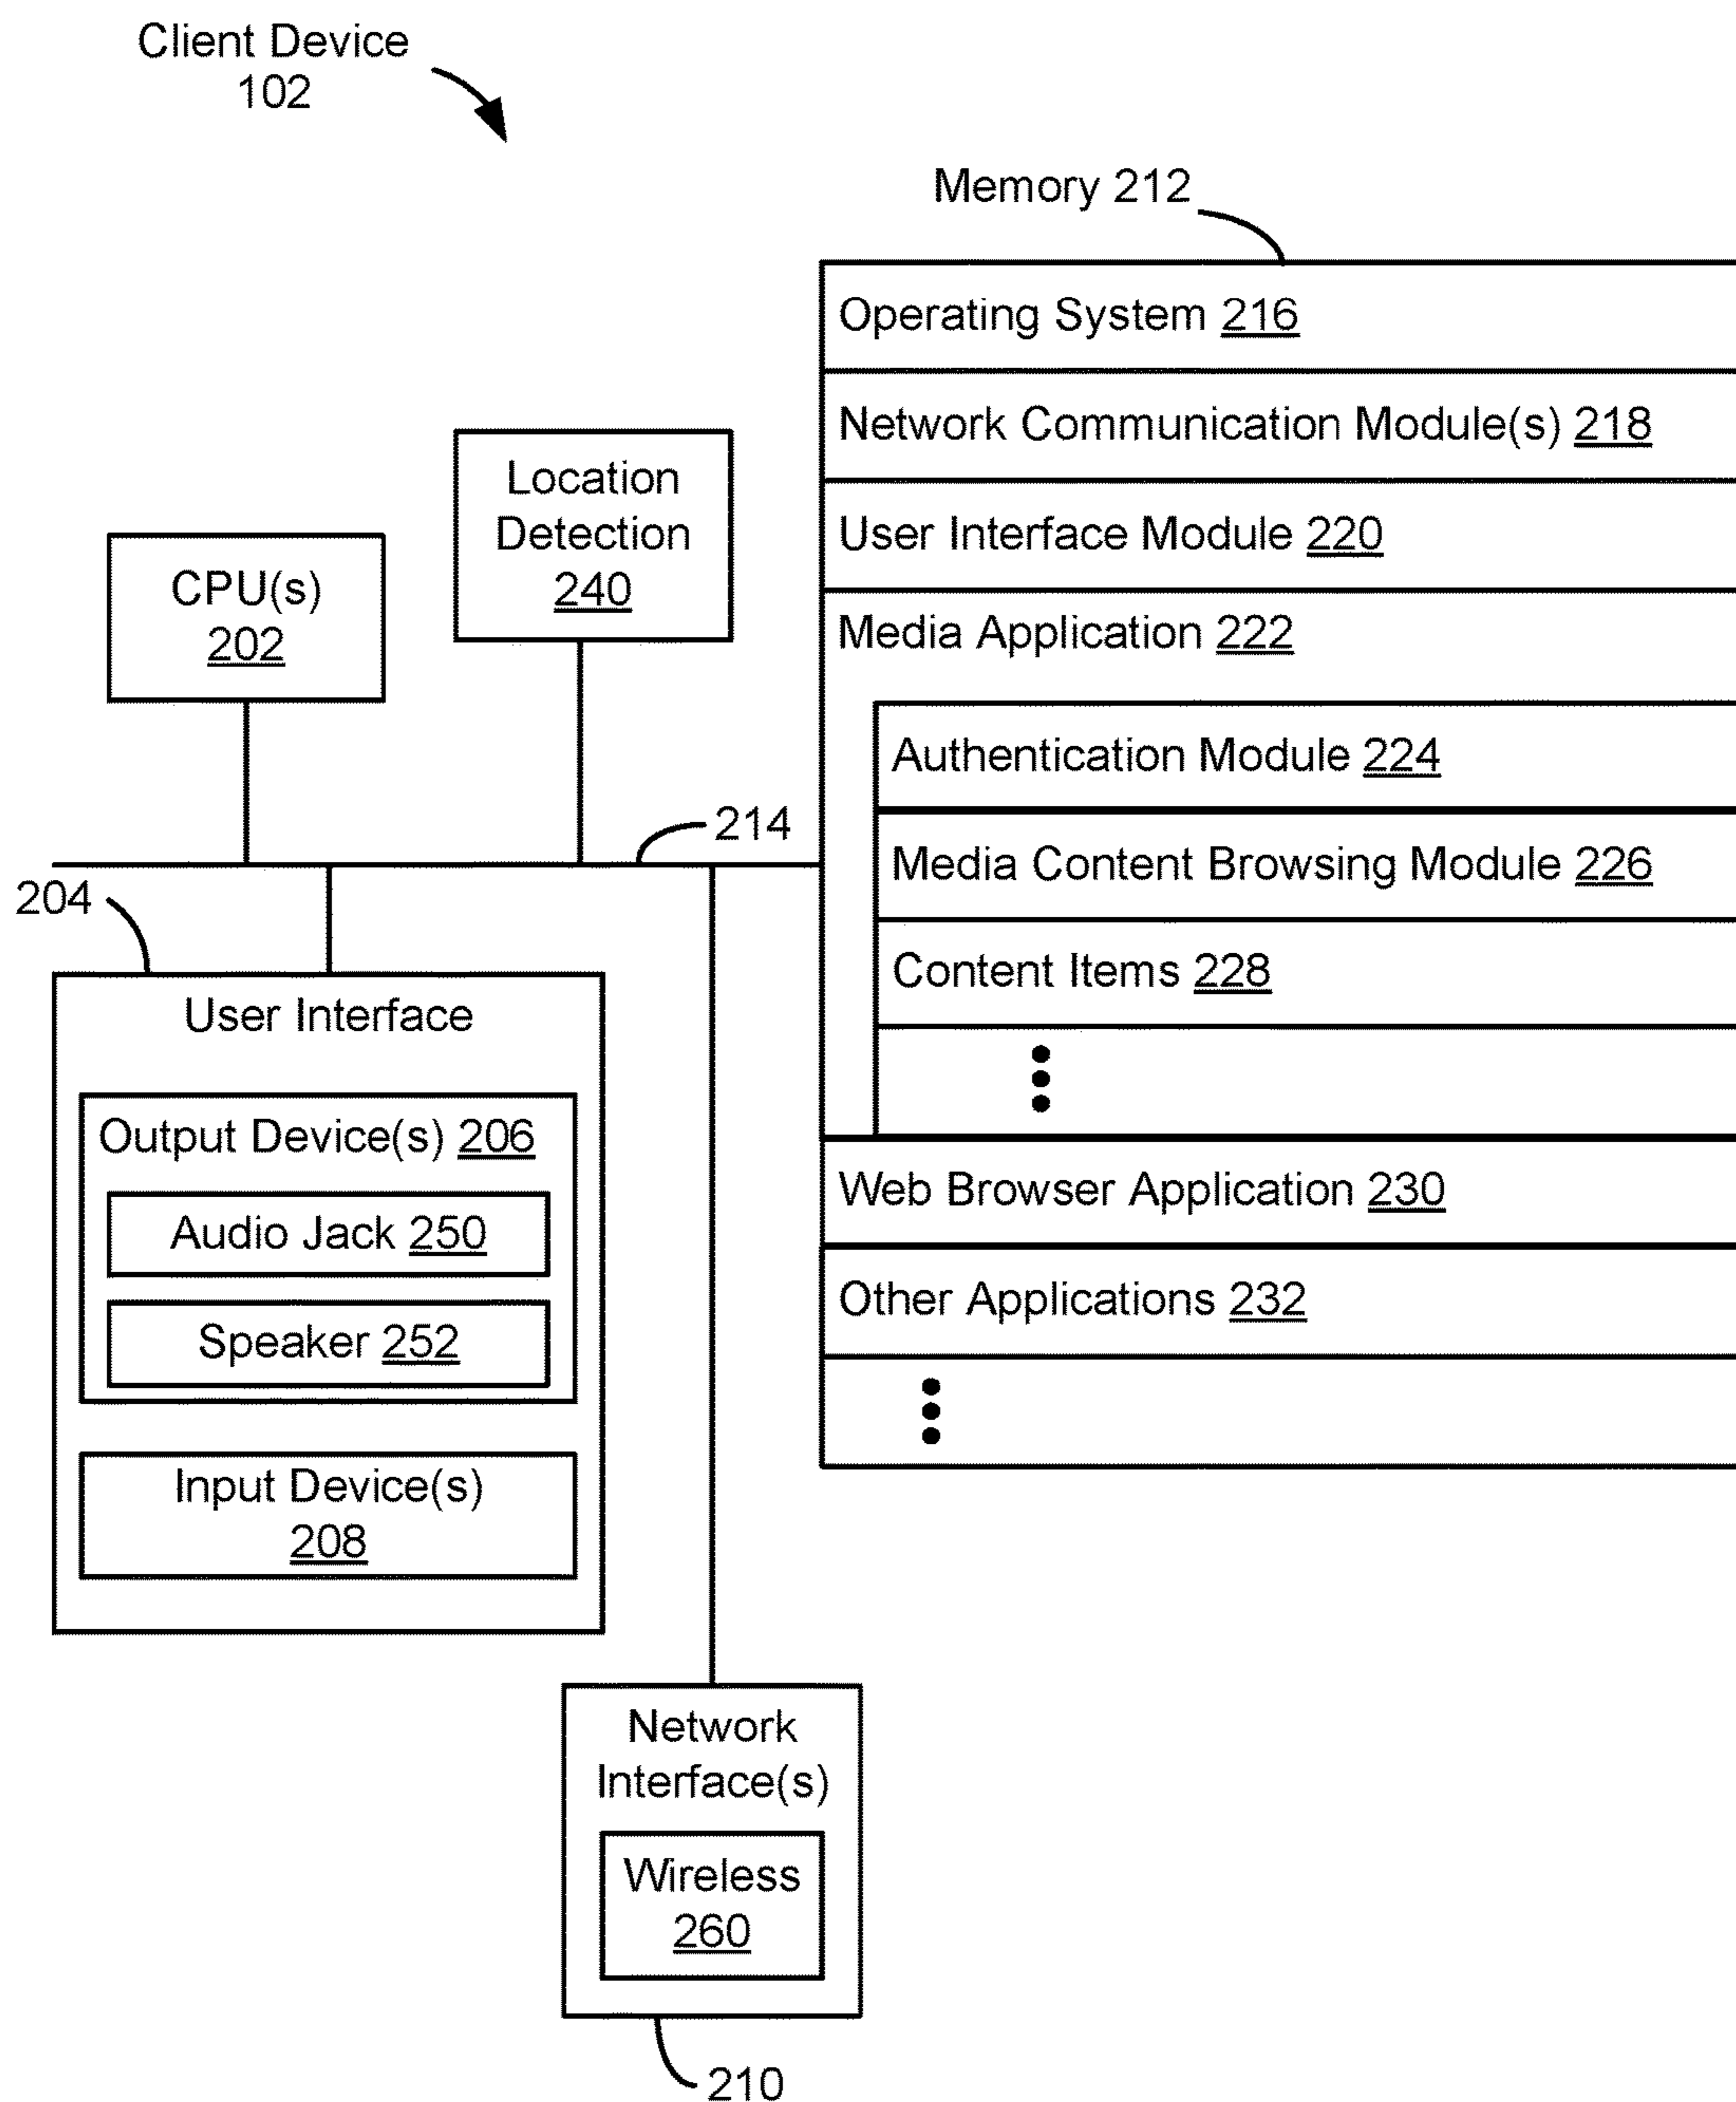 Client Device
102
Memory 212
Operating System 216
Network Communication Module(s) 218
User Interface Module 220
Media Application 222
Authentication Module 224
Media Content Browsing Module 226
Content Items 228
Web Browser Application 230
Other Applications 232
Location
Detection
240
CPU(s)
202
214
204
User Interface
Output Device(s) 206
Audio Jack 250
Speaker 252
Input Device(s)
208
Network
Interface(s)
Wireless
260
210